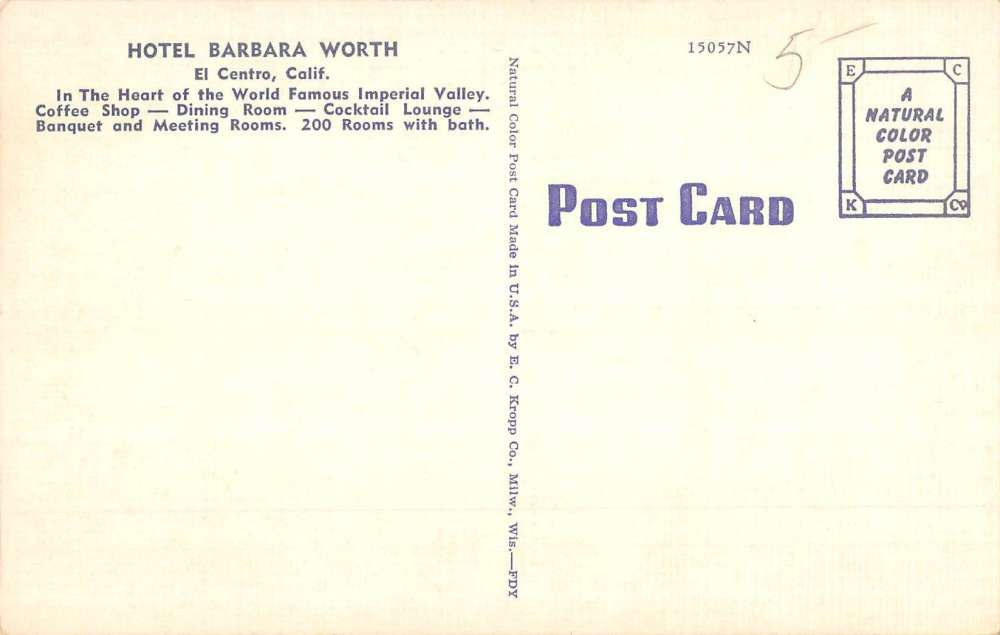 HOTEL BARBARA WORTH
El Centro, Calif.
In The Heart of the World Famous Imperial Valley.
Coffee Shop — Dining Room — Cocktail Lounge —
Banquet and Meeting Rooms. 200 Rooms with bath.
Natural Color Post Card Made in U.S.A. by E. C. Kropp Co., Milw., Wis.—FDY
15057N
5-
POST CARD
E C
A
NATURAL
COLOR
POST
CARD
K Co